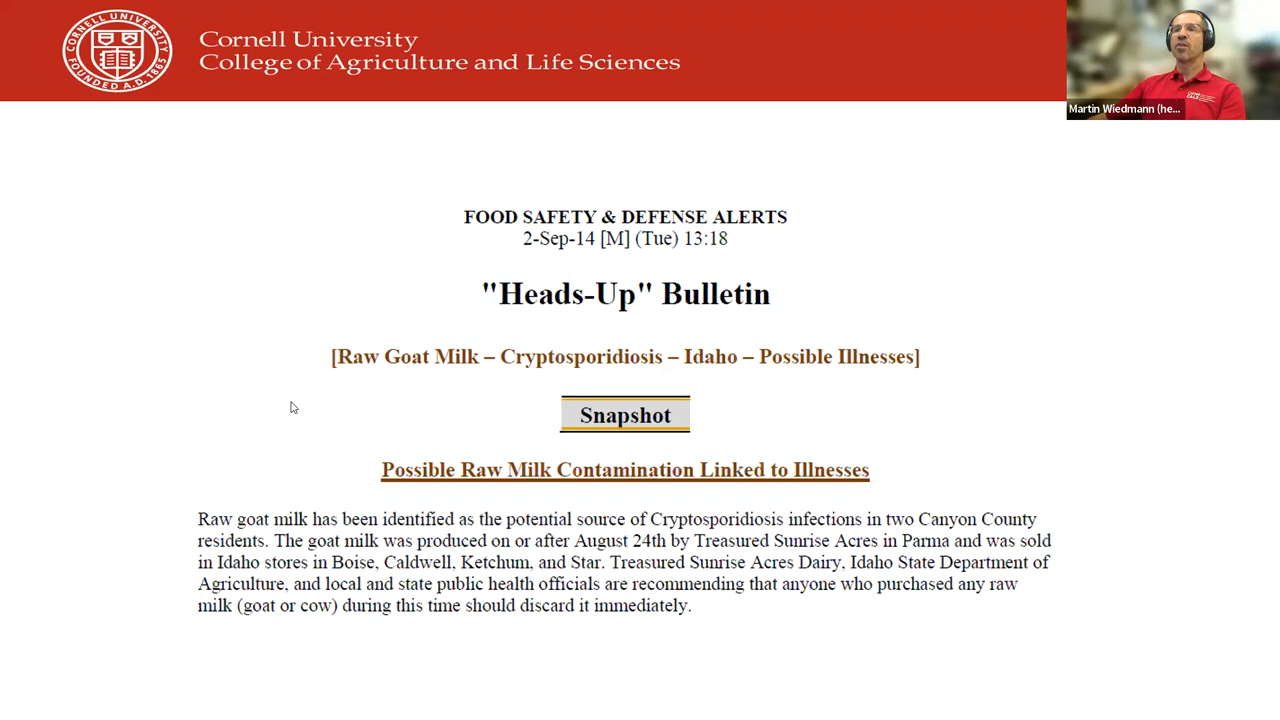 CORNELL UNIVERSITY
FOUNDED A.D. 1865
Cornell University
College of Agriculture and Life Sciences
Martin Wiedmann (he...
FOOD SAFETY & DEFENSE ALERTS
2-Sep-14 [M] (Tue) 13:18
"Heads-Up" Bulletin
[Raw Goat Milk – Cryptosporidiosis – Idaho – Possible Illnesses]
Snapshot
Possible Raw Milk Contamination Linked to Illnesses
Raw goat milk has been identified as the potential source of Cryptosporidiosis infections in two Canyon County
residents. The goat milk was produced on or after August 24th by Treasured Sunrise Acres in Parma and was sold
in Idaho stores in Boise, Caldwell, Ketchum, and Star. Treasured Sunrise Acres Dairy, Idaho State Department of
Agriculture, and local and state public health officials are recommending that anyone who purchased any raw
milk (goat or cow) during this time should discard it immediately.